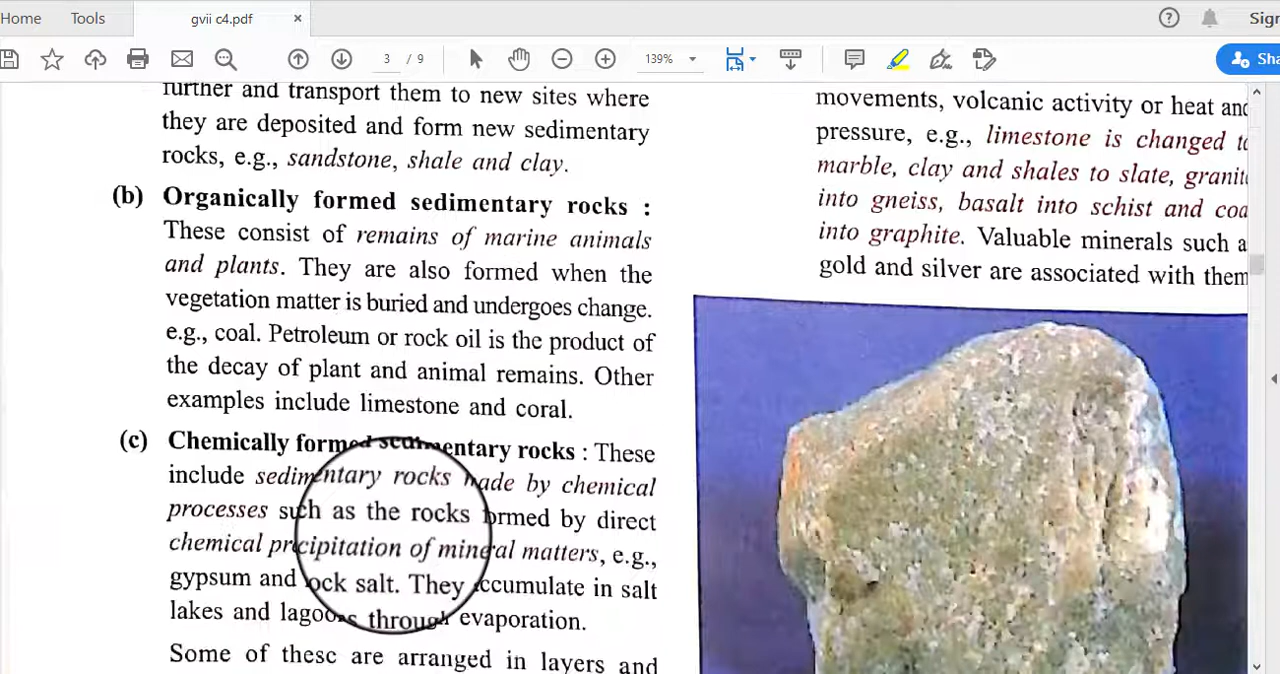 Home Tools gvii c4.pdf × Sign
3 / 9 139% Sha
further and transport them to new sites where
they are deposited and form new sedimentary
rocks, e.g., sandstone, shale and clay.
(b) Organically formed sedimentary rocks :
These consist of remains of marine animals
and plants. They are also formed when the
vegetation matter is buried and undergoes change.
e.g., coal. Petroleum or rock oil is the product of
the decay of plant and animal remains. Other
examples include limestone and coral.
(c) Chemically formed sedimentary rocks : These
include sedimentary rocks made by chemical
processes such as the rocks ormed by direct
chemical precipitation of mineral matters, e.g.,
gypsum and ock salt. They accumulate in salt
lakes and lagoons through evaporation.
Some of these are arranged in layers and
movements, volcanic activity or heat and
pressure, e.g., limestone is changed to
marble, clay and shales to slate, granit
into gneiss, basalt into schist and coa
into graphite. Valuable minerals such a
gold and silver are associated with them